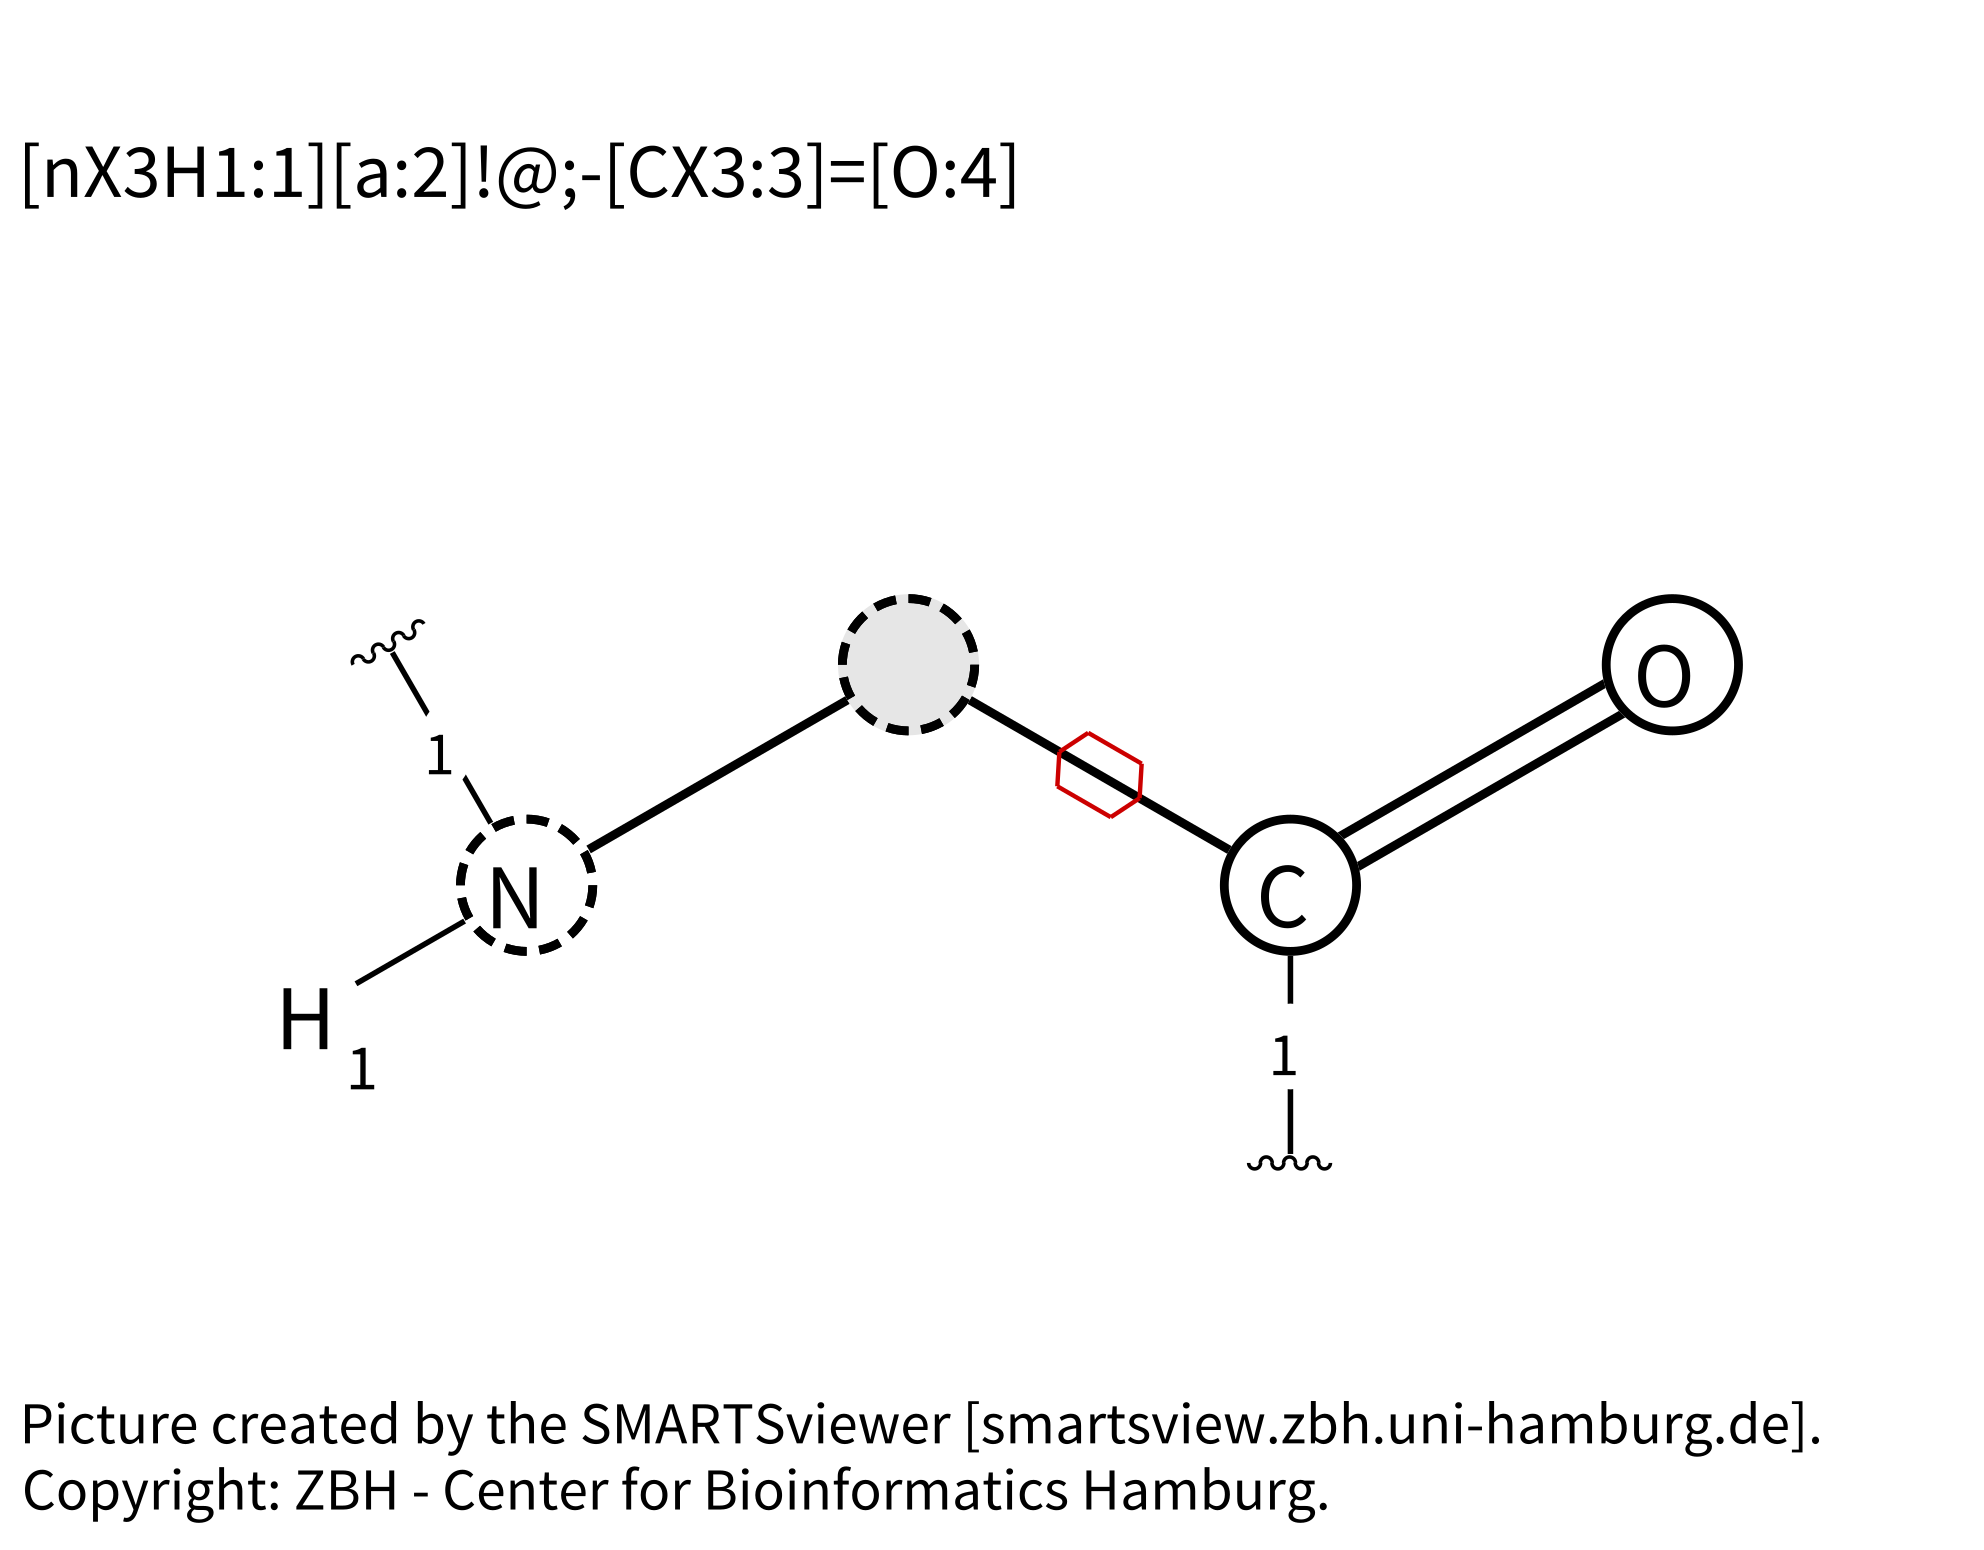 [nX3H1:1][a:2]!@;-[CX3:3]=[O:4]
O
1
N
C
H
1
1
Picture created by the SMARTSviewer [smartsview.zbh.uni-hamburg.de].
Copyright: ZBH - Center for Bioinformatics Hamburg.